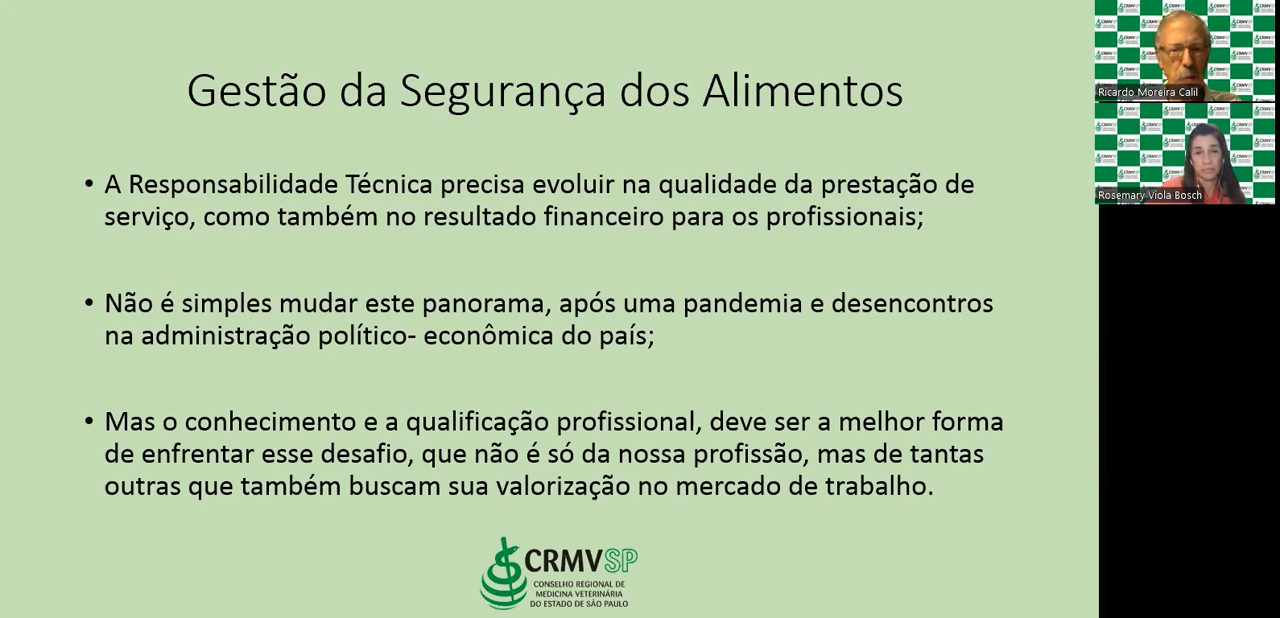 Gestão da Segurança dos Alimentos
• A Responsabilidade Técnica precisa evoluir na qualidade da prestação de
serviço, como também no resultado financeiro para os profissionais;
• Não é simples mudar este panorama, após uma pandemia e desencontros
na administração político- econômica do país;
• Mas o conhecimento e a qualificação profissional, deve ser a melhor forma
de enfrentar esse desafio, que não é só da nossa profissão, mas de tantas
outras que também buscam sua valorização no mercado de trabalho.
CRMVSP
CONSELHO REGIONAL DE
MEDICINA VETERINÁRIA
DO ESTADO DE SÃO PAULO
Ricardo Moreira Calil
Rosemary Viola Bosch